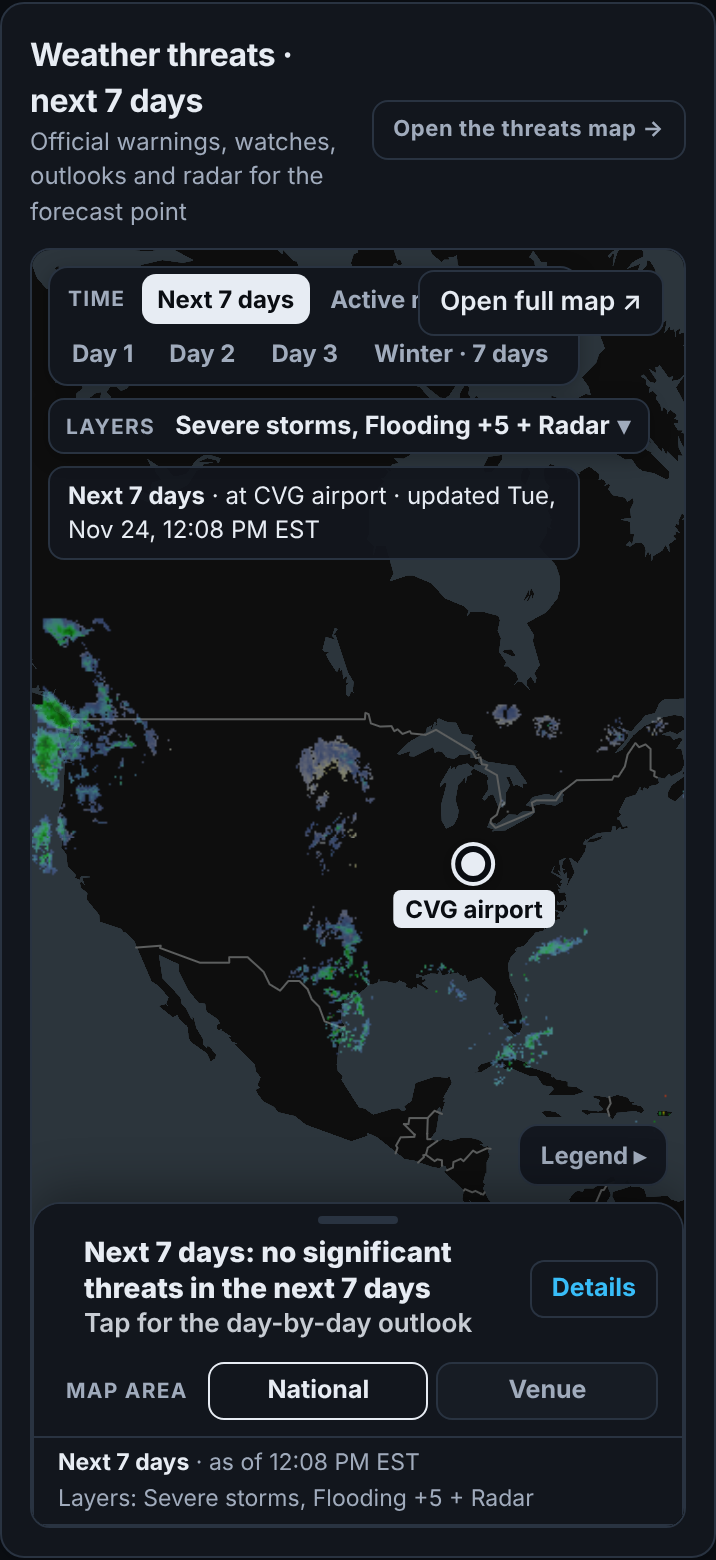 Weather threats ·
next 7 days
Official warnings, watches,
outlooks and radar for the
forecast point
Open the threats map →
TIME Next 7 days Active Open full map ↗
Day 1 Day 2 Day 3 Winter · 7 days
LAYERS Severe storms, Flooding +5 + Radar ▾
Next 7 days · at CVG airport · updated Tue,
Nov 24, 12:08 PM EST
CVG airport
Legend ▸
Next 7 days: no significant
threats in the next 7 days
Tap for the day-by-day outlook
Details
MAP AREA National Venue
Next 7 days · as of 12:08 PM EST
Layers: Severe storms, Flooding +5 + Radar